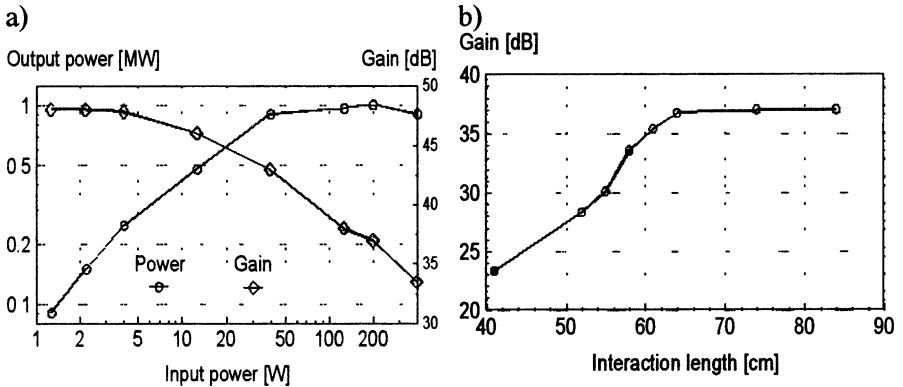 a)
Output power [MW]
Gain [dB]
50
1
45
0 5
40
0.2
35
0 1
30
Power
Gain
1 2 5 10 20 50 100 200
Input power [W]
b)
Gain [dB]
40
35
30
25
20
40 50 60 70 80 90
Interaction length [cm]